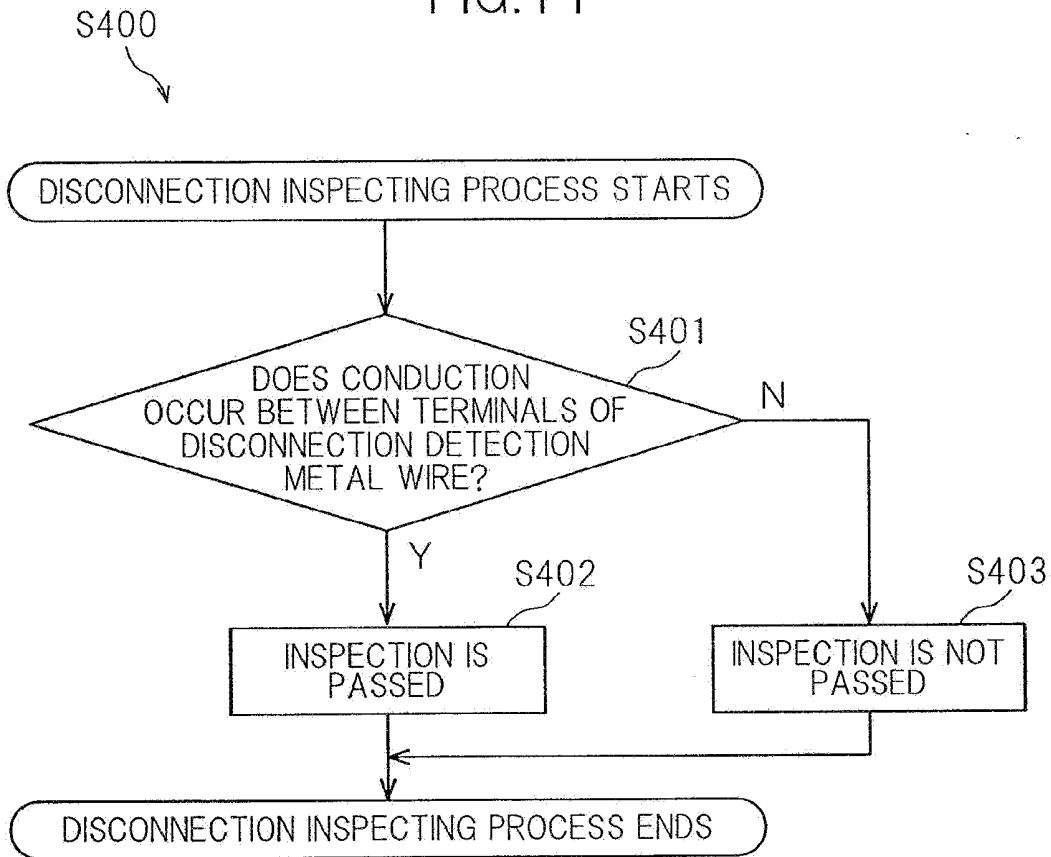 S400
DISCONNECTION INSPECTING PROCESS STARTS
S401
DOES CONDUCTION
OCCUR BETWEEN TERMINALS OF
DISCONNECTION DETECTION
METAL WIRE?
N
Y
S402
S403
INSPECTION IS
PASSED
INSPECTION IS NOT
PASSED
DISCONNECTION INSPECTING PROCESS ENDS